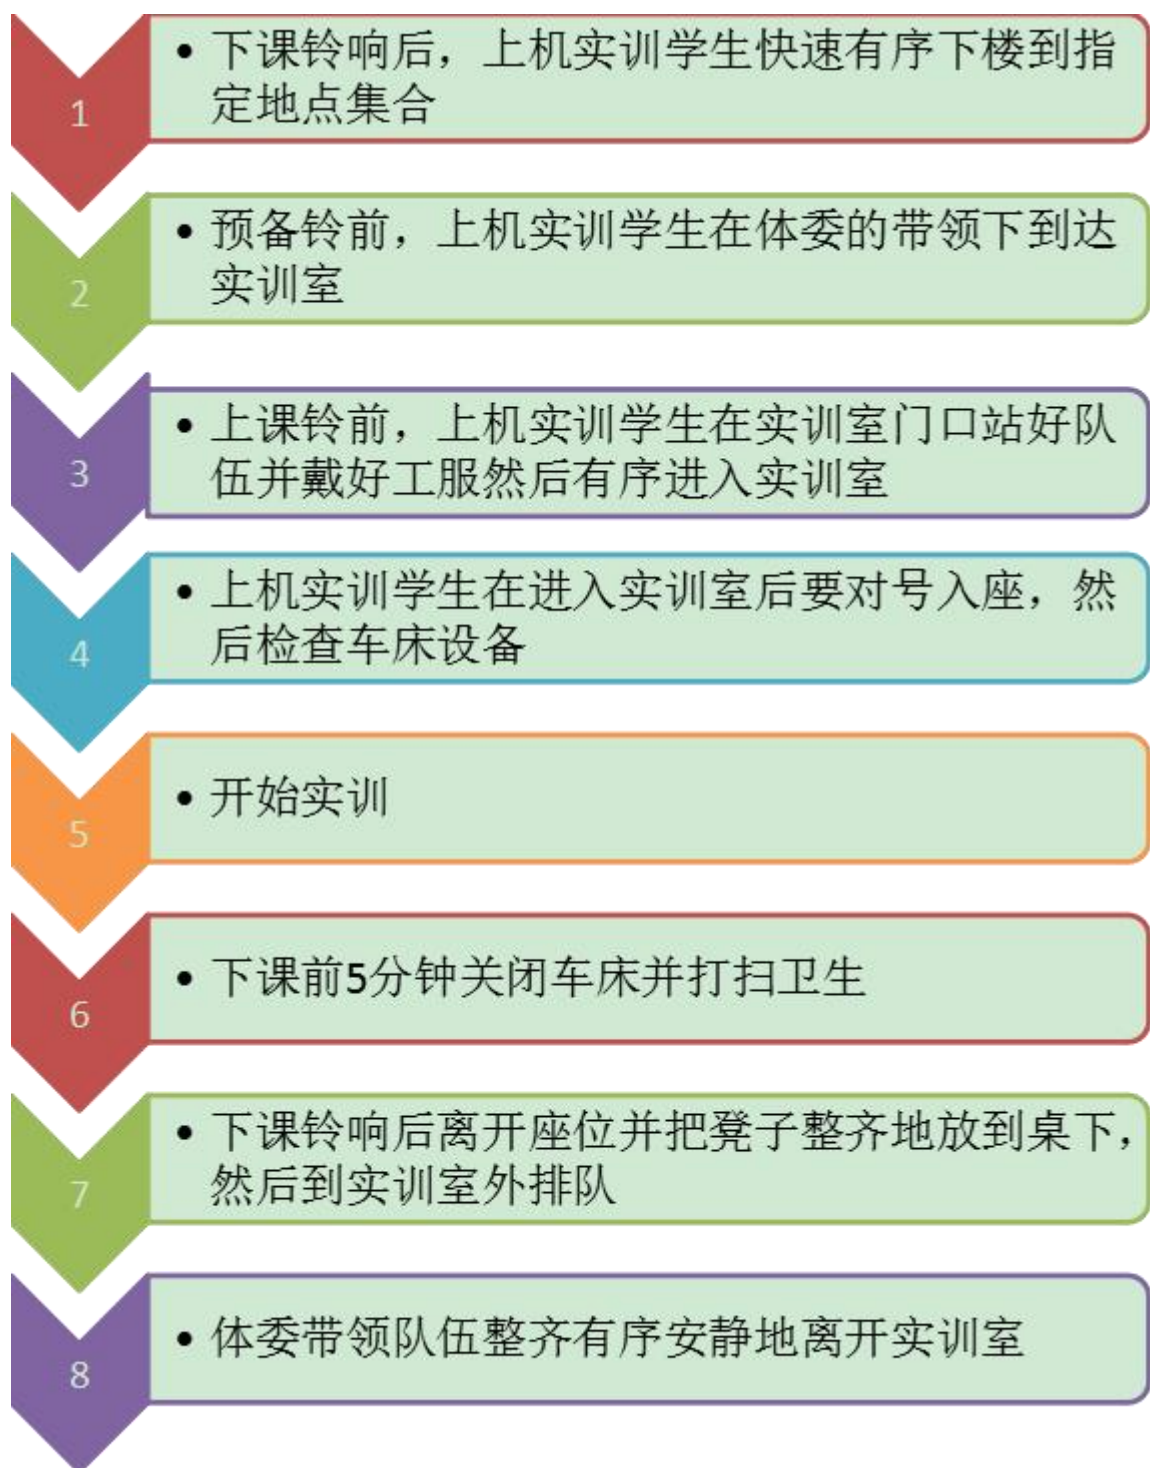 1
• 下课铃响后，上机实训学生快速有序下楼到指
定地点集合
2
• 预备铃前，上机实训学生在体委的带领下到达
实训室
3
• 上课铃前，上机实训学生在实训室门口站好队
伍并戴好工服然后有序进入实训室
4
• 上机实训学生在进入实训室后要对号入座，然
后检查车床设备
5
• 开始实训
6
• 下课前5分钟关闭车床并打扫卫生
7
• 下课铃响后离开座位并把凳子整齐地放到桌下，
然后到实训室外排队
8
• 体委带领队伍整齐有序安静地离开实训室